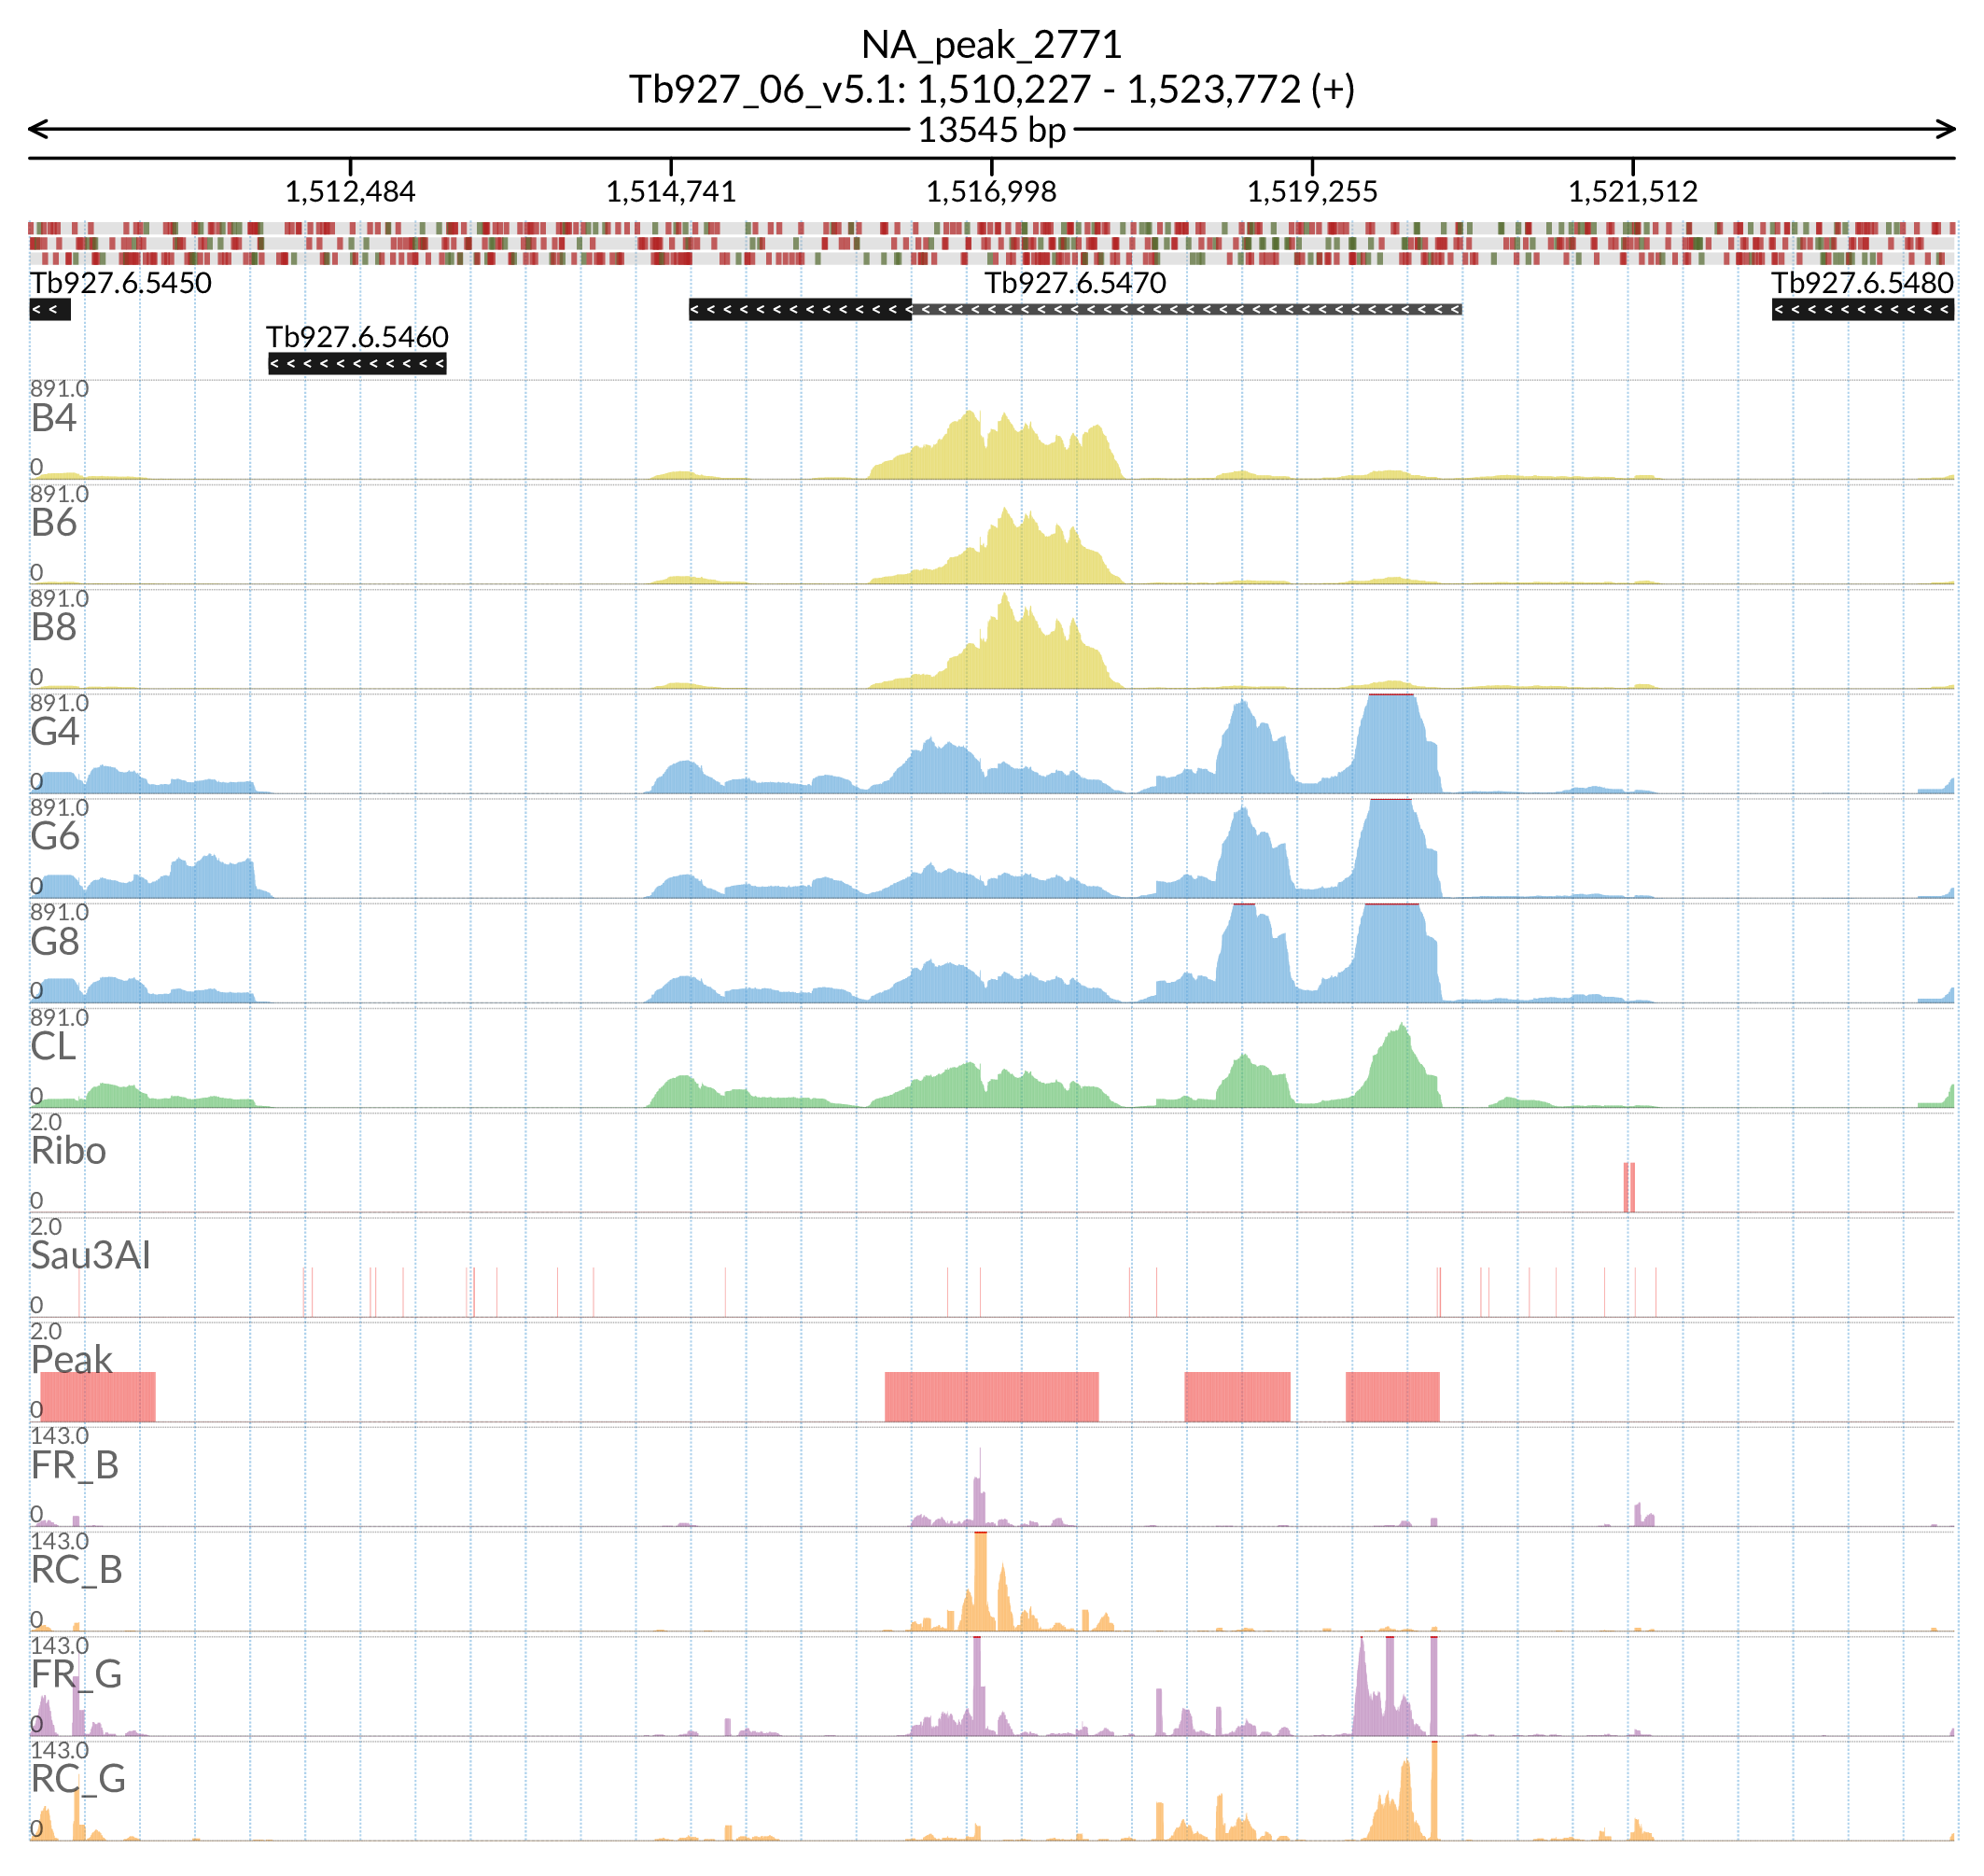 NA_peak_2771
Tb927_06_v5.1: 1,510,227 - 1,523,772 (+)
13545 bp
1,512,484 1,514,741 1,516,998 1,519,255 1,521,512
Tb927.6.5450 Tb927.6.5470 Tb927.6.5480
Tb927.6.5460
891.0
B4
0
891.0
B6
0
891.0
B8
0
891.0
G4
0
891.0
G6
0
891.0
G8
0
891.0
CL
0
2.0
Ribo
0
2.0
Sau3AI
0
2.0
Peak
0
143.0
FR_B
0
143.0
RC_B
0
143.0
FR_G
0
143.0
RC_G
0